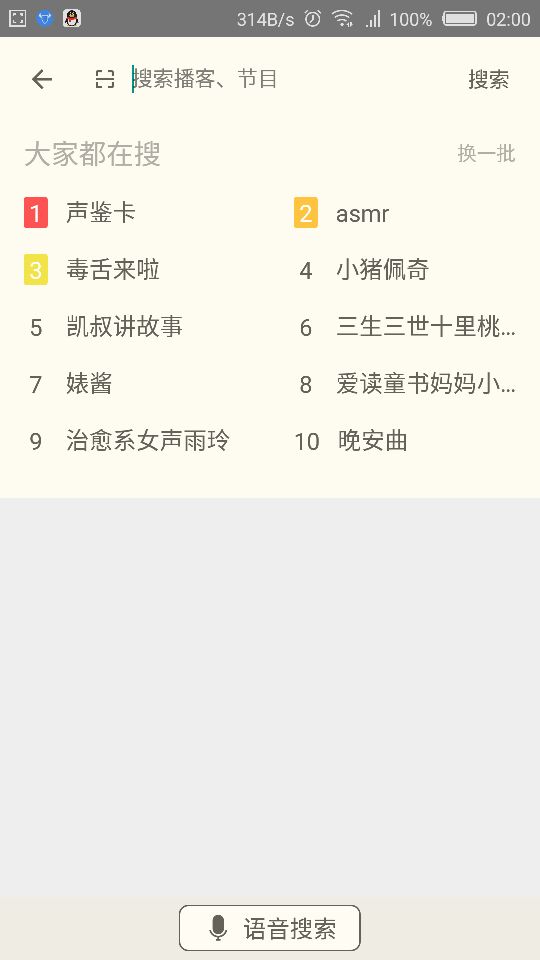 314B/s 100% 02:00
搜索播客、节目 搜索
大家都在搜 换一批
1 声鉴卡 2 asmr
3 毒舌来啦 4 小猪佩奇
5 凯叔讲故事 6 三生三世十里桃...
7 婊酱 8 爱读童书妈妈小...
9 治愈系女声雨玲 10 晚安曲
语音搜索